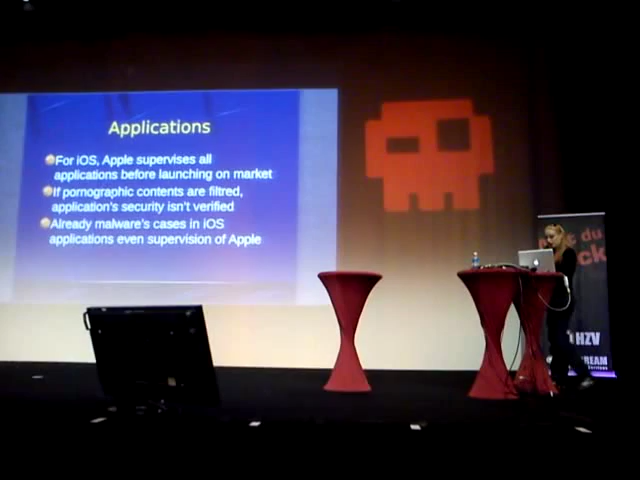 Applications
For iOS, Apple supervises all
applications before launching on market
If pornographic contents are filtred,
application's security isn't verified
Already malware's cases in iOS
applications even supervision of Apple
du
HZV